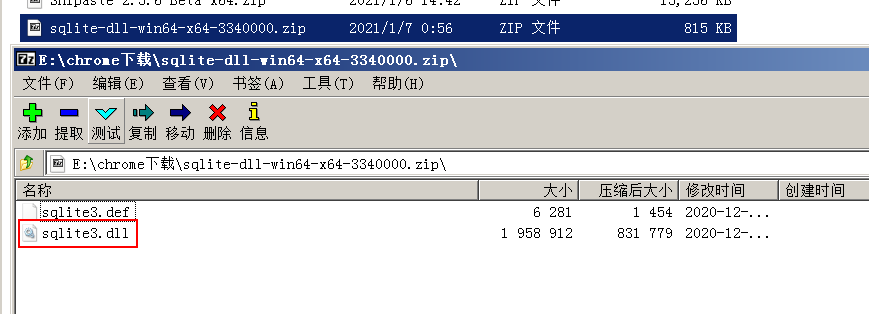 Snipaste 2.5.6 Beta x64.zip 2021/1/6 14:42 ZIP 文件
sqlite-dll-win64-x64-3340000.zip 2021/1/7 0:56 ZIP 文件 815 KB
E:\chrome下载\sqlite-dll-win64-x64-3340000.zip\
文件(F) 编辑(E) 查看(V) 书签(A) 工具(T) 帮助(H)
添加 提取 测试 复制 移动 删除 信息
E:\chrome下载\sqlite-dll-win64-x64-3340000.zip\
名称 大小 压缩后大小 修改时间 创建时间
sqlite3.def 6 281 1 454 2020-12-...
sqlite3.dll 1 958 912 831 779 2020-12-...